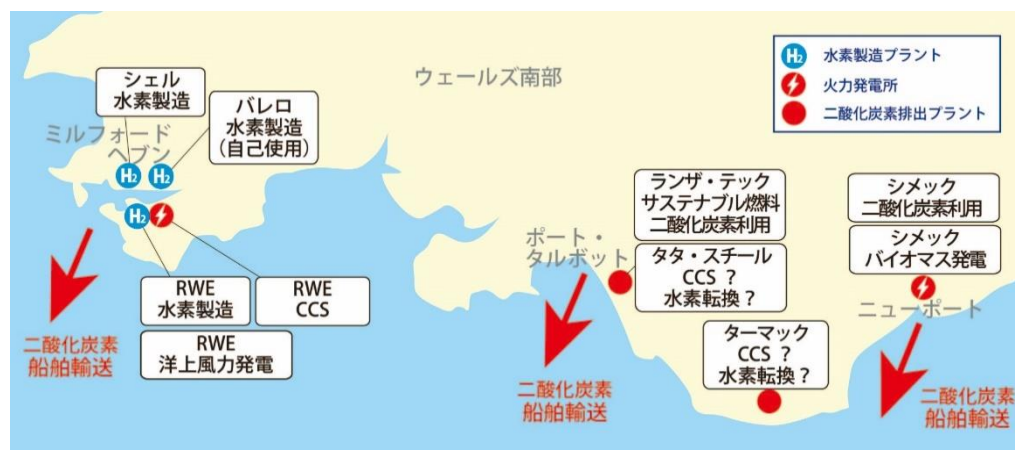 ウェールズ南部
H₂ 水素製造プラント
火力発電所
二酸化炭素排出プラント
シェル
水素製造
バレロ
水素製造
(自己使用)
ミルフォード
ヘブン
H₂
H₂
H₂
RWE
水素製造
RWE
CCS
RWE
洋上風力発電
二酸化炭素
船舶輸送
ランザ・テック
サステナブル燃料
二酸化炭素利用
ポート・
タルボット
タタ・スチール
CCS ?
水素転換 ?
ターマック
CCS ?
水素転換 ?
二酸化炭素
船舶輸送
シメック
二酸化炭素利用
シメック
バイオマス発電
ニューポート
二酸化炭素
船舶輸送